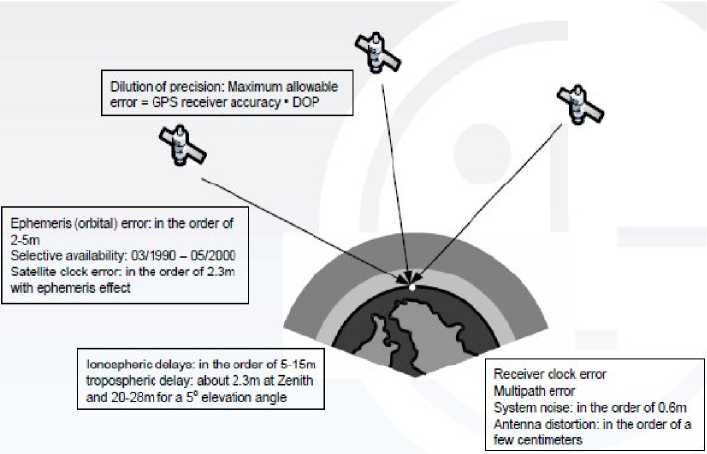 Dilution of precision: Maximum allowable
error = GPS receiver accuracy • DOP
Ephemeris (orbital) error: in the order of
2-5m
Selective availability: 03/1990 – 05/2000
Satellite clock error: in the order of 2.3m
with ephemeris effect
Ionospheric delays: in the order of 5-15m
tropospheric delay: about 2.3m at Zenith
and 20-28m for a 5° elevation angle
Receiver clock error
Multipath error
System noise: in the order of 0.6m
Antenna distortion: in the order of a
few centimeters